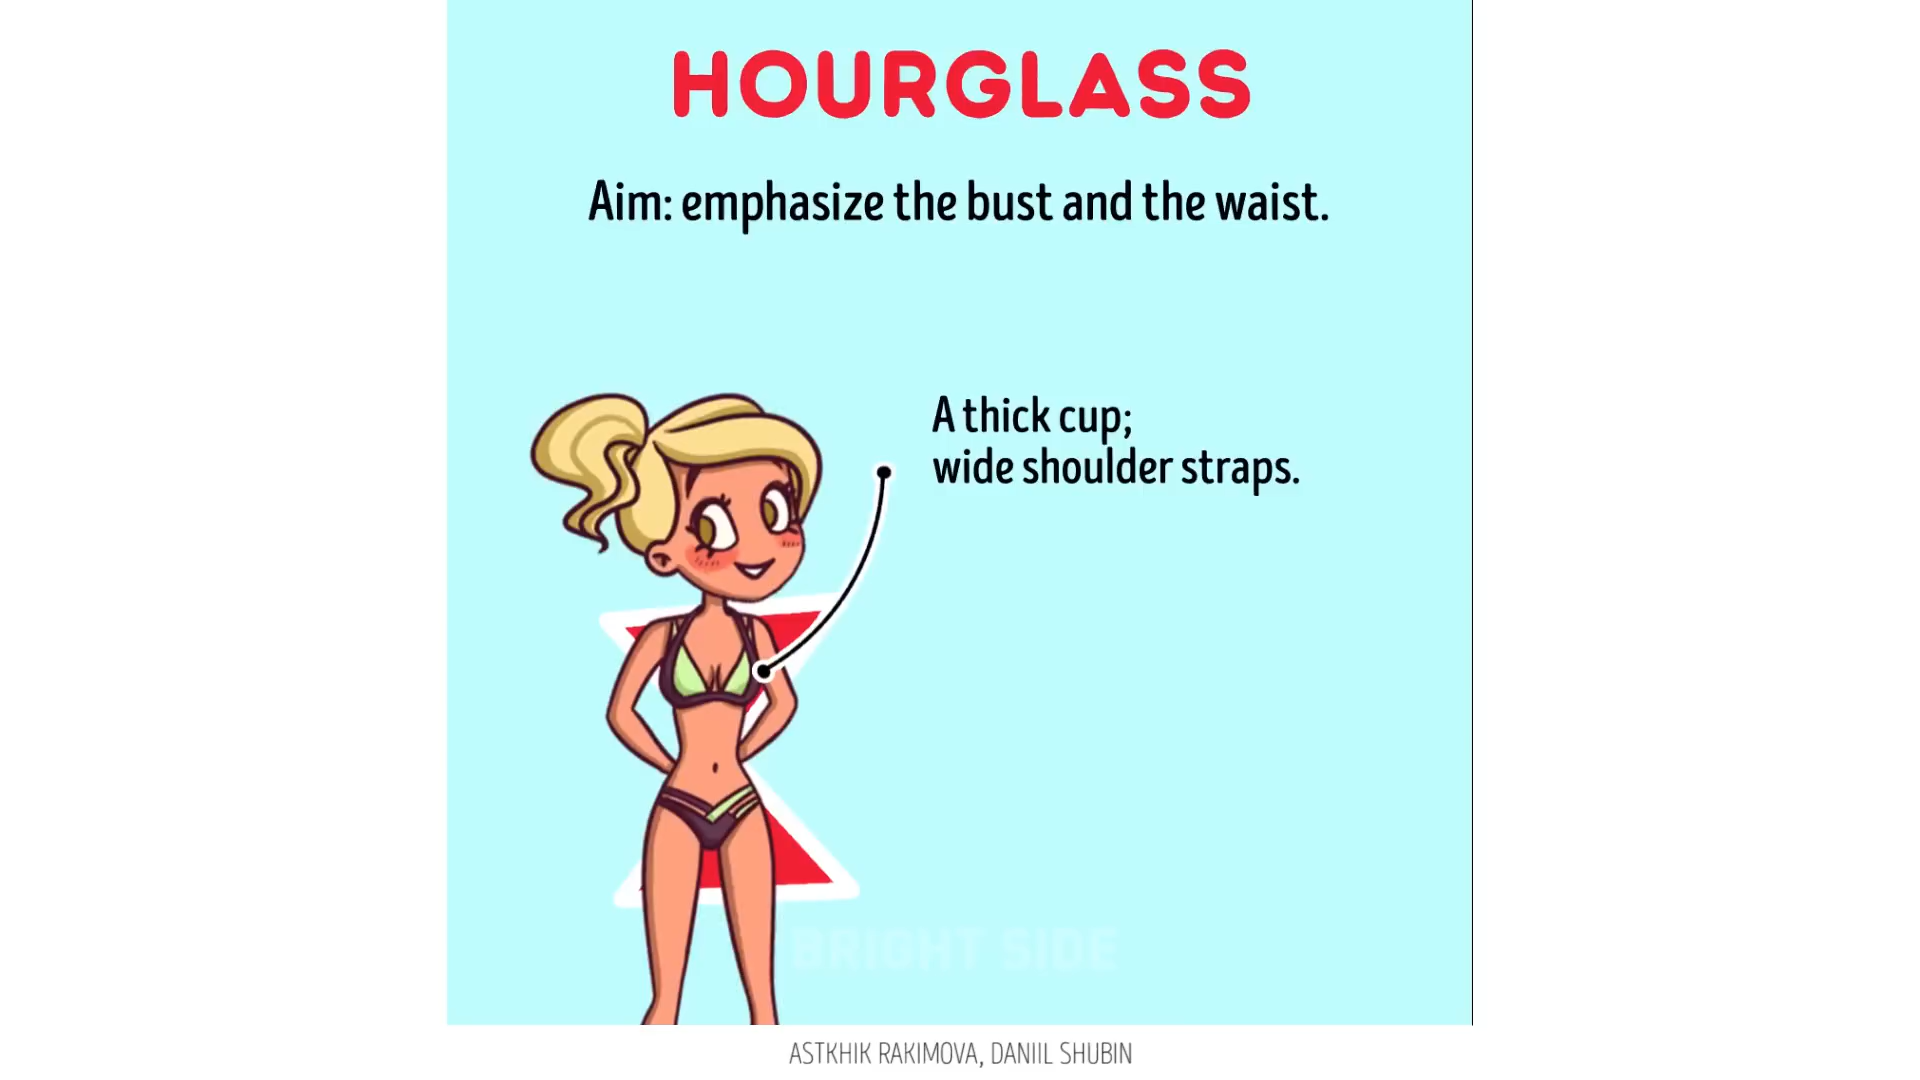 HOURGLASS
Aim: emphasize the bust and the waist.
A thick cup;
wide shoulder straps.
BRIGHT SIDE
ASTKHIK RAKIMOVA, DANIIL SHUBIN